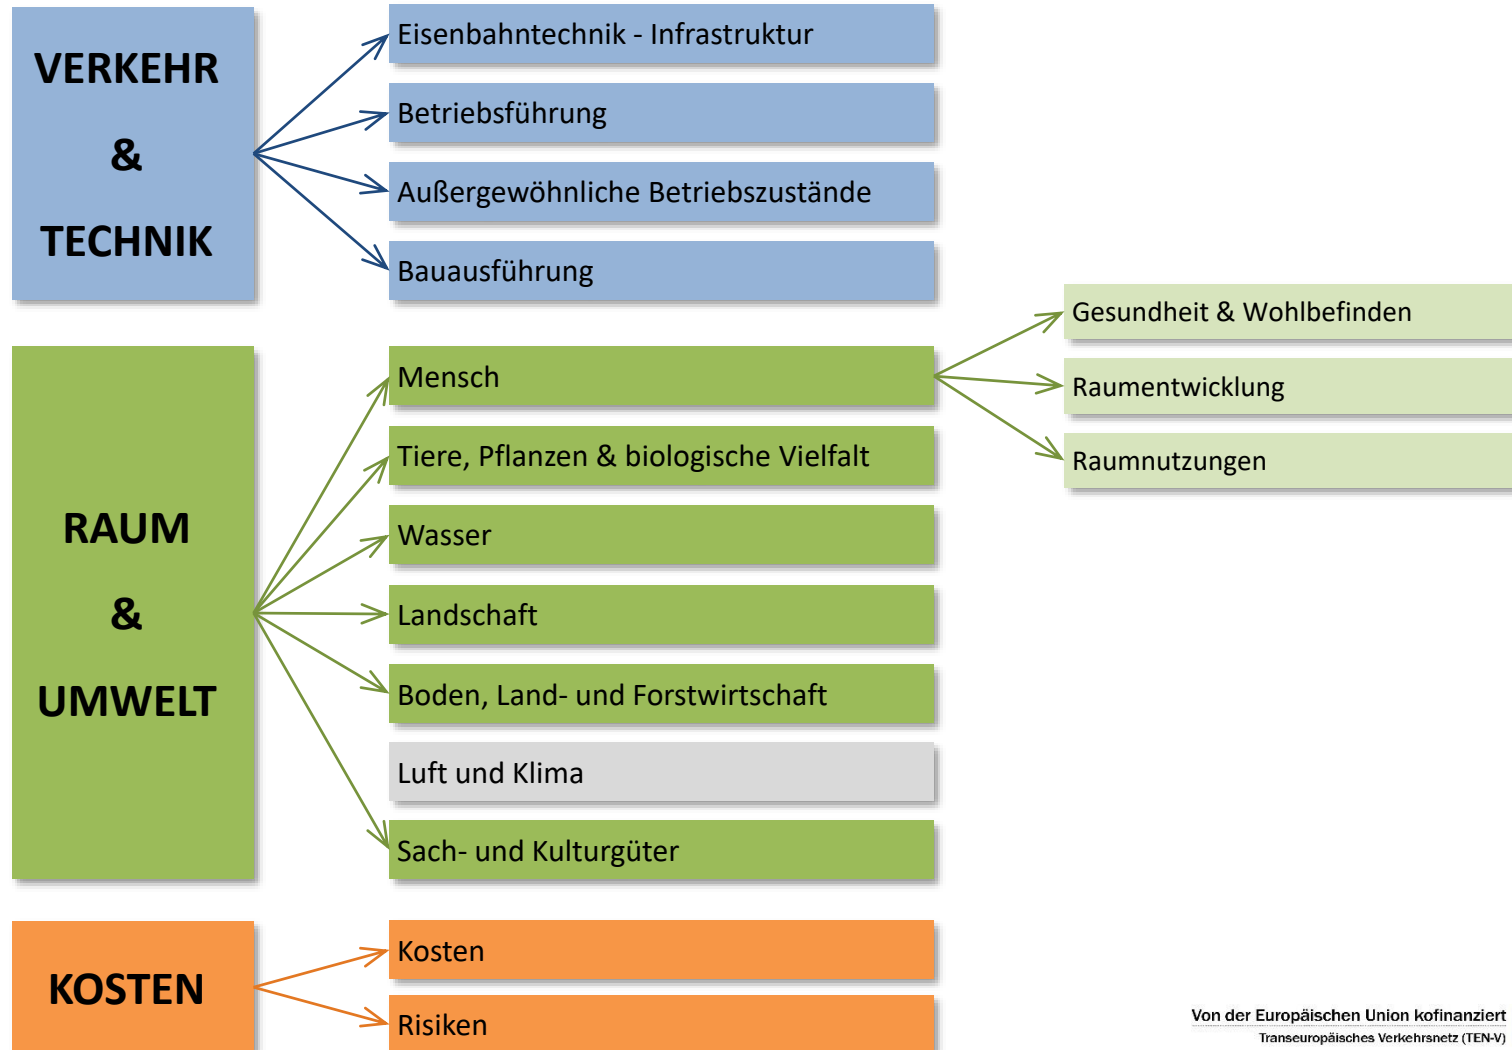 VERKEHR
&
TECHNIK
Eisenbahntechnik - Infrastruktur
Betriebsführung
Außergewöhnliche Betriebszustände
Bauausführung
RAUM
&
UMWELT
Mensch
Tiere, Pflanzen & biologische Vielfalt
Wasser
Landschaft
Boden, Land- und Forstwirtschaft
Luft und Klima
Sach- und Kulturgüter
Gesundheit & Wohlbefinden
Raumentwicklung
Raumnutzungen
KOSTEN
Kosten
Risiken
Von der Europäischen Union kofinanziert
Transeuropäisches Verkehrsnetz (TEN-V)